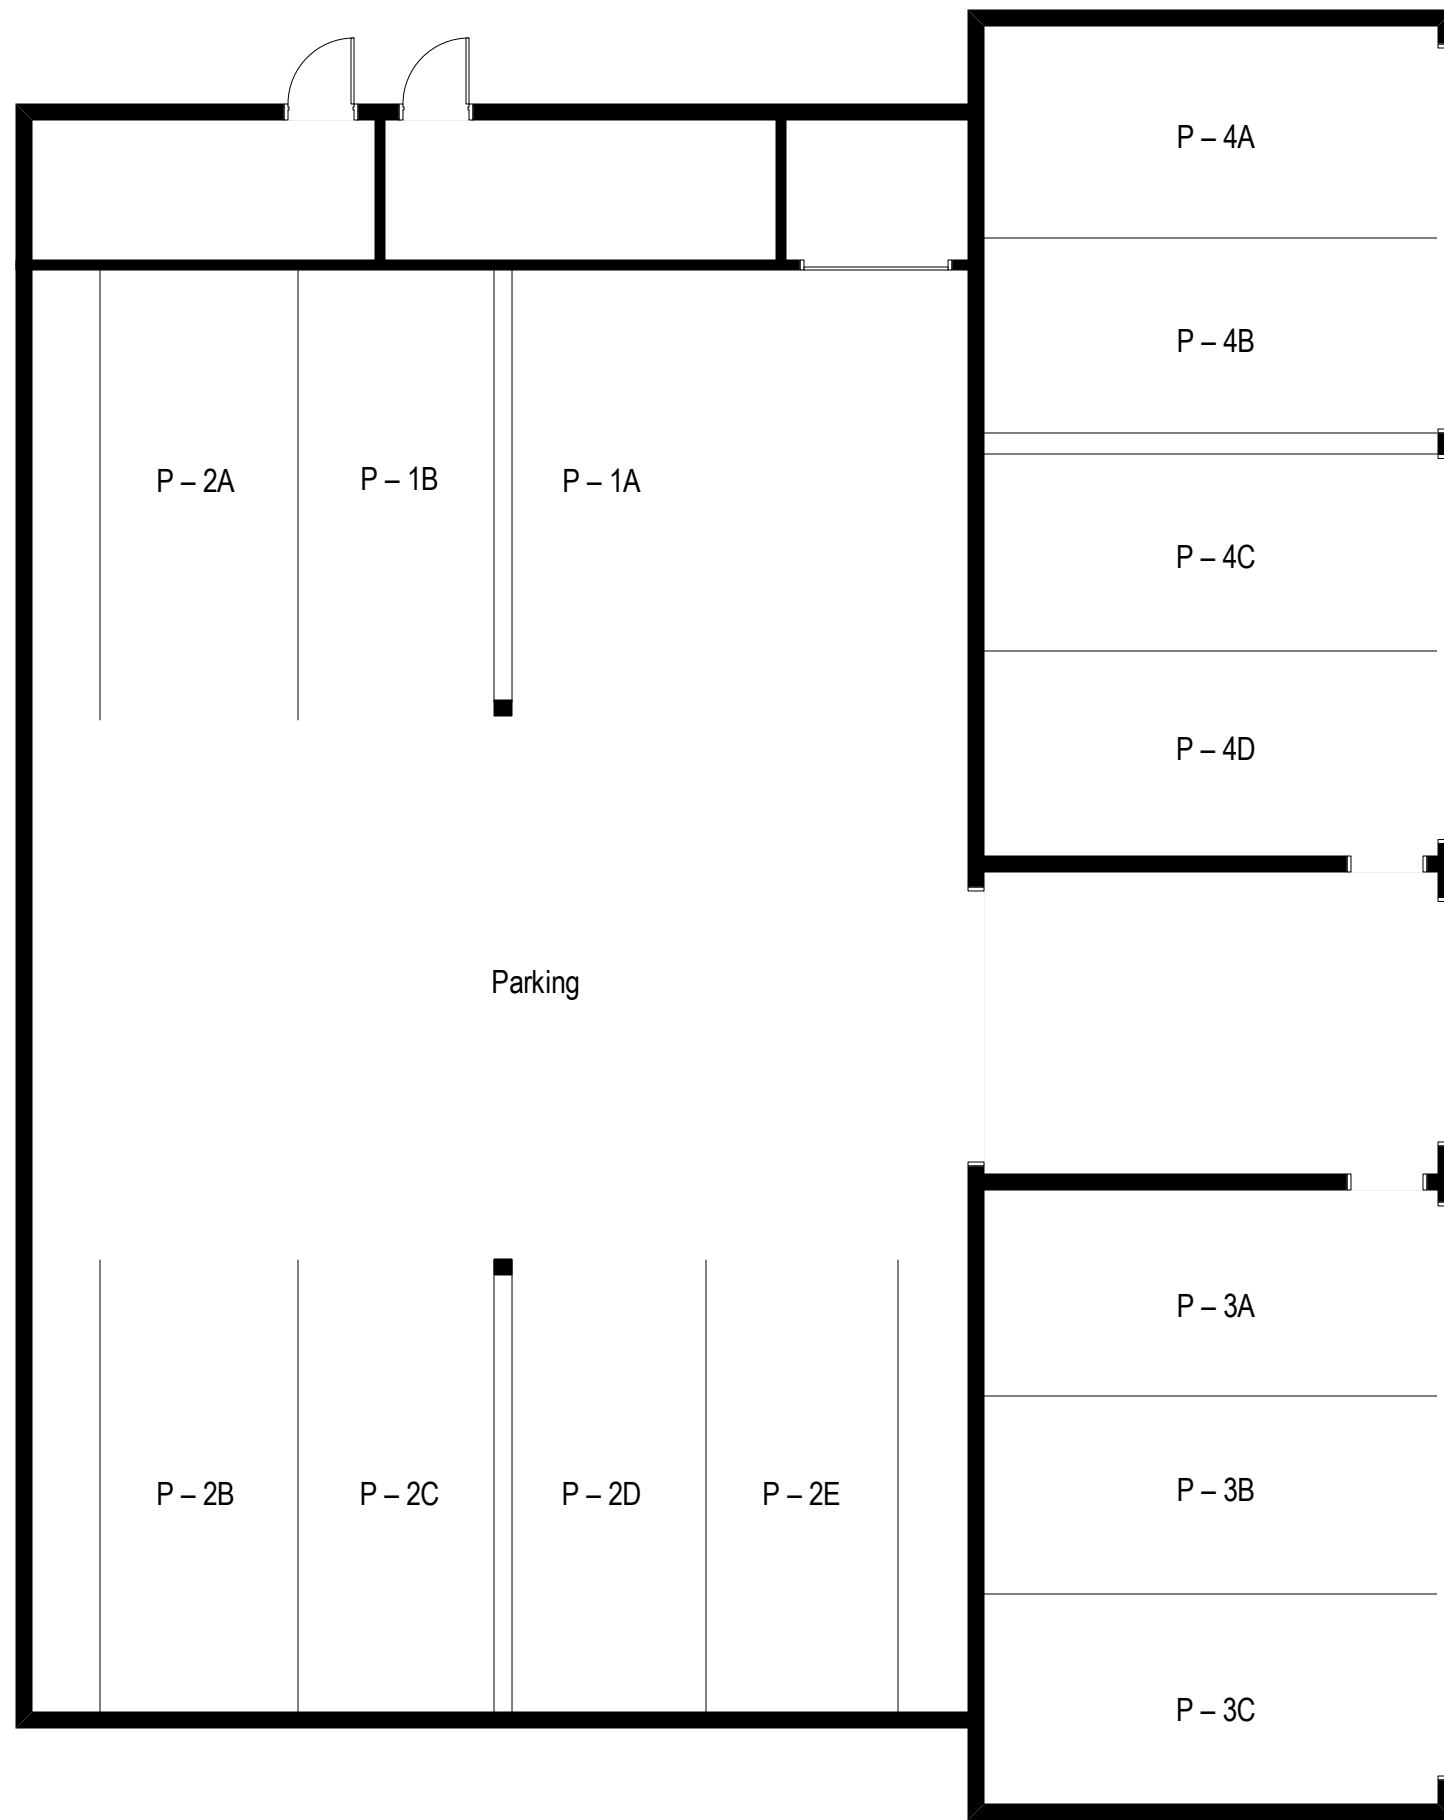 P – 4A
P – 4B
P – 2A
P – 1B
P – 1A
P – 4C
P – 4D
Parking
P – 3A
P – 2B
P – 2C
P – 2D
P – 2E
P – 3B
P – 3C